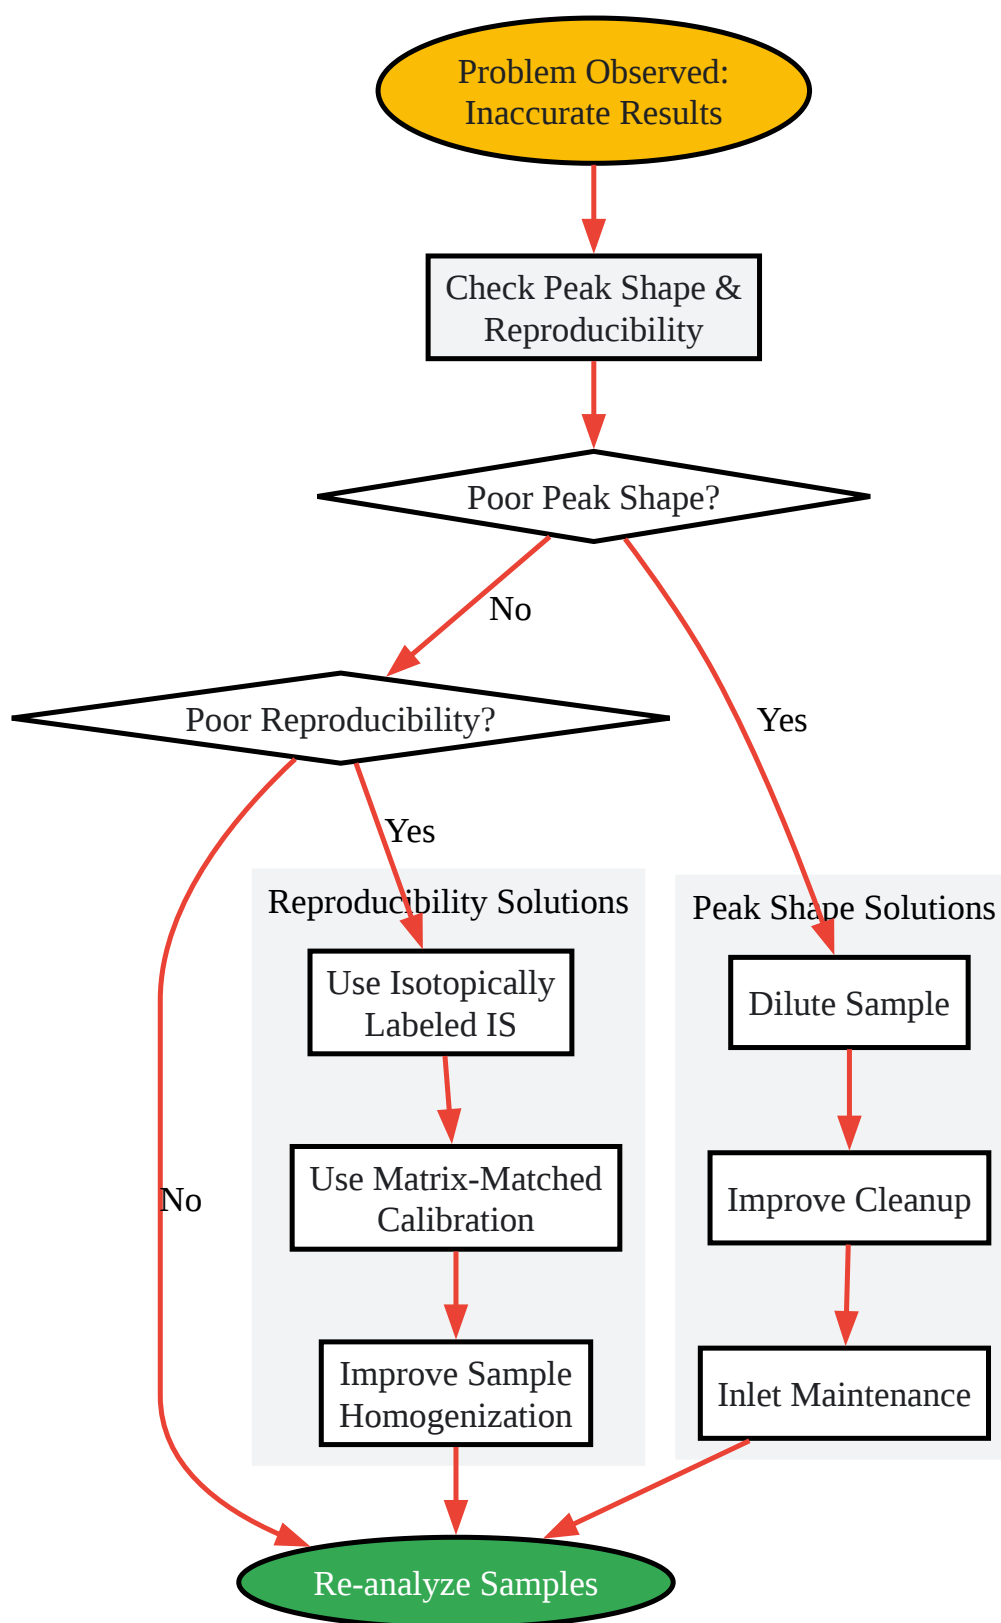 Problem Observed:
Inaccurate Results
Check Peak Shape &
Reproducibility
Poor Peak Shape?
No
Poor Reproducibility?
Yes
Yes
Reproducibility Solutions
Peak Shape Solutions
Use Isotopically
Labeled IS
Dilute Sample
Use Matrix-Matched
Calibration
No
Improve Cleanup
Improve Sample
Homogenization
Inlet Maintenance
Re-analyze Samples